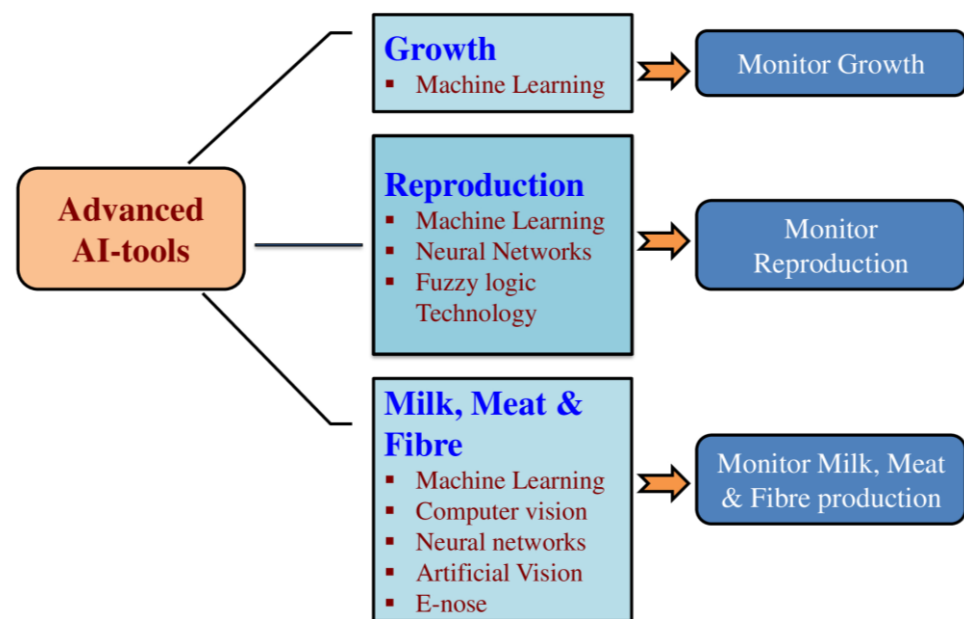 Growth
▪ Machine Learning
Monitor Growth
Advanced
AI-tools
Reproduction
▪ Machine Learning
▪ Neural Networks
▪ Fuzzy logic
Technology
Monitor
Reproduction
Milk, Meat &
Fibre
▪ Machine Learning
▪ Computer vision
▪ Neural networks
▪ Artificial Vision
▪ E-nose
Monitor Milk, Meat
& Fibre production